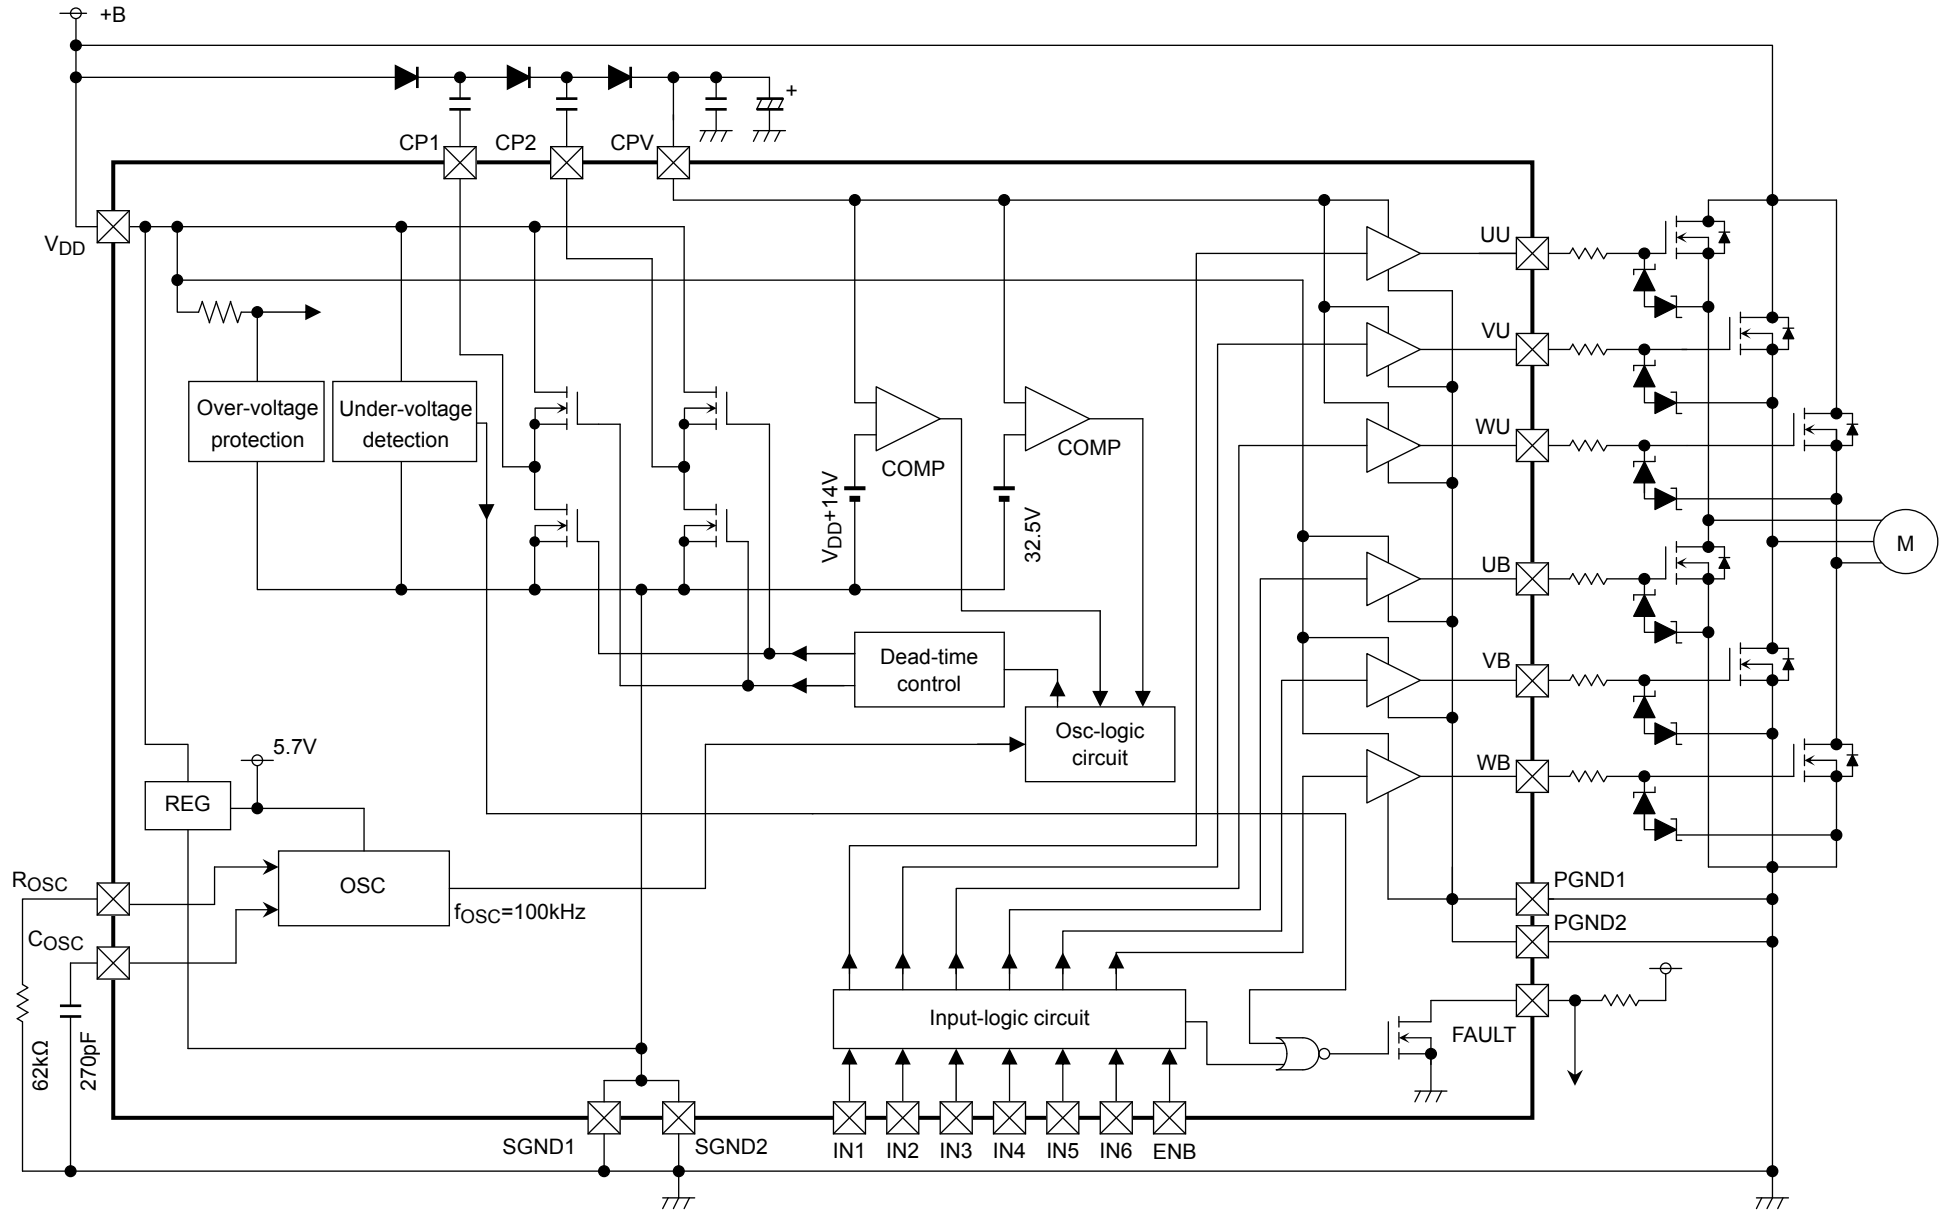 +B
CP1
CP2
CPV
+
VDD
UU
VU
WU
Over-voltage
protection
Under-voltage
detection
COMP
COMP
VDD+14V
32.5V
M
UB
VB
WB
Dead-time
control
Osc-logic
circuit
5.7V
REG
ROSC
OSC
fOSC=100kHz
COSC
PGND1
PGND2
Input-logic circuit
FAULT
62kΩ
270pF
SGND1
SGND2
IN1
IN2
IN3
IN4
IN5
IN6
ENB